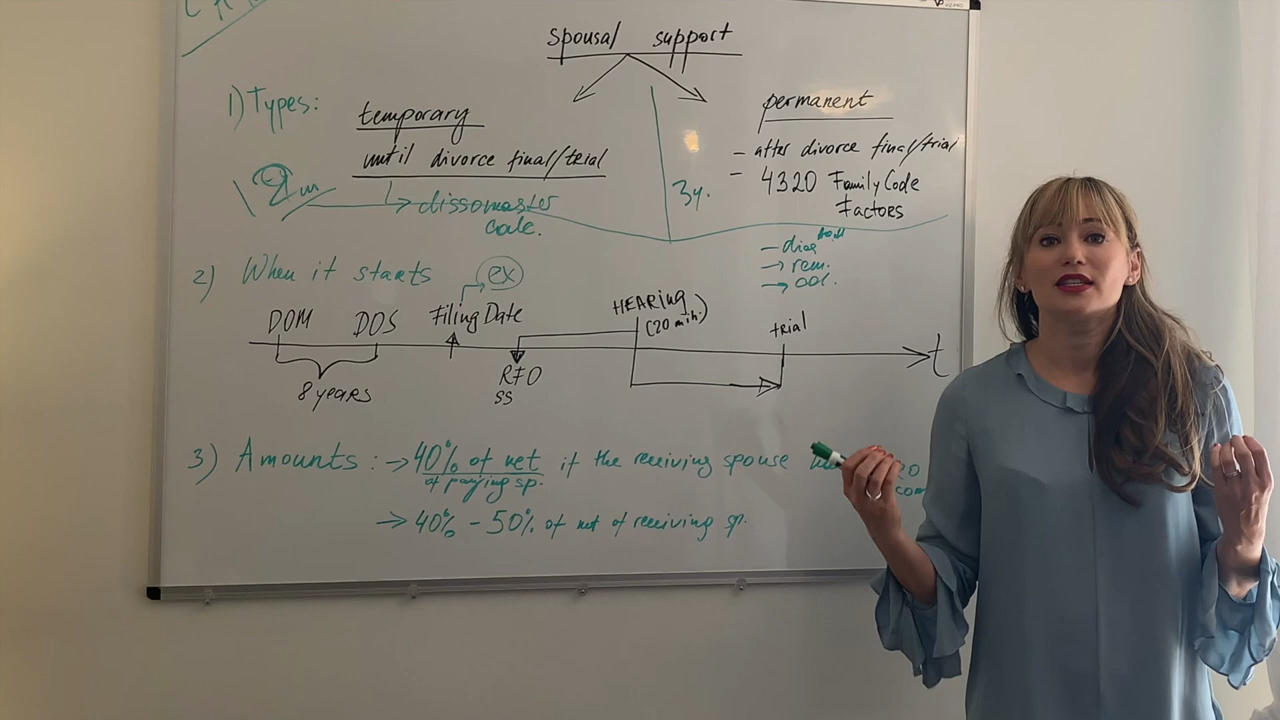 spousal support
1) Types:
temporary
until divorce final/trial
dissomaster
calc.
3y.
permanent
- after divorce final/trial
- 4320 Family Code
Factors
→ rem.
2) When it starts
ex
DOM DOS Filing Date
HEARing
(20 min.)
trial
t
8 years
RFO
SS
3) Amounts: → 40% of net if the receiving spouse
of paying sp.
→ 40% - 50% of net of receiving sp.